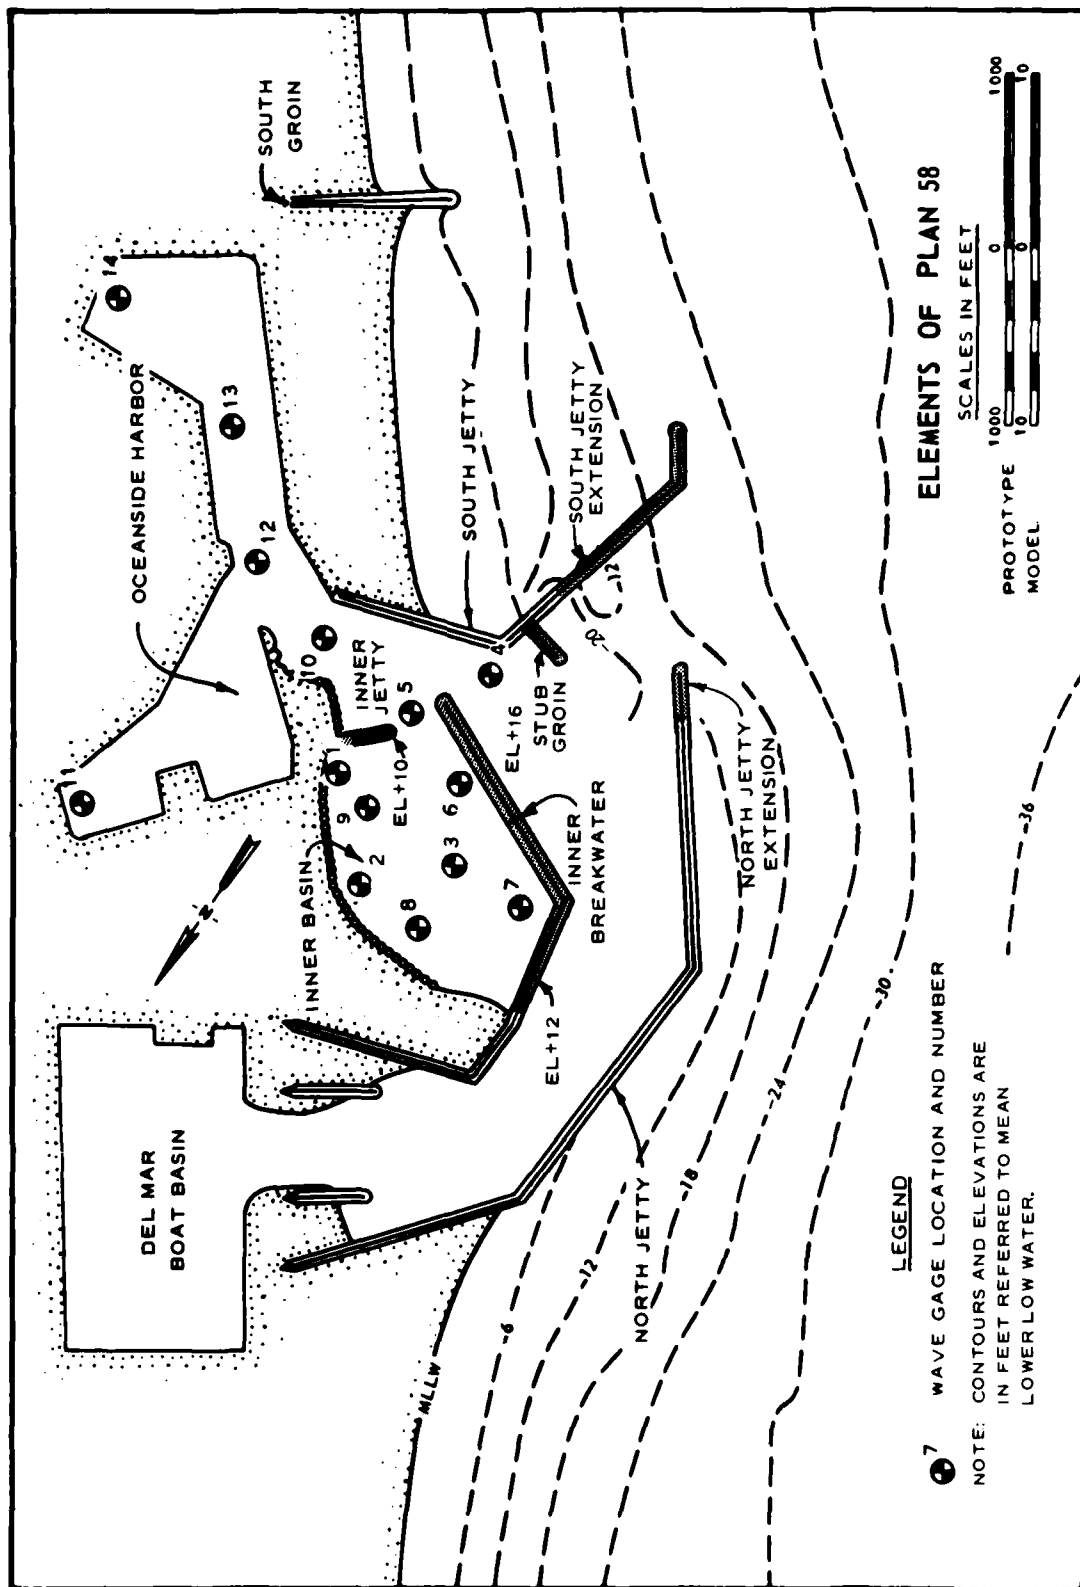 DEL MAR
BOAT BASIN
OCEANSIDE HARBOR
SOUTH
GROIN
INNER BASIN
INNER
JETTY
EL+10
SOUTH JETTY
SOUTH JETTY
EXTENSION
STUB
GROIN
EL+16
INNER
BREAKWATER
EL+12
NORTH JETTY
EXTENSION
NORTH JETTY
MLLW
-6
-12
-18
-24
-30
-36
-12
N
1
2
3
4
5
6
7
8
9
10
11
12
13
14
LEGEND
7 WAVE GAGE LOCATION AND NUMBER
NOTE: CONTOURS AND ELEVATIONS ARE
IN FEET REFERRED TO MEAN
LOWER LOW WATER.
ELEMENTS OF PLAN 58
SCALES IN FEET
PROTOTYPE 1000 0 1000
MODEL 10 0 10